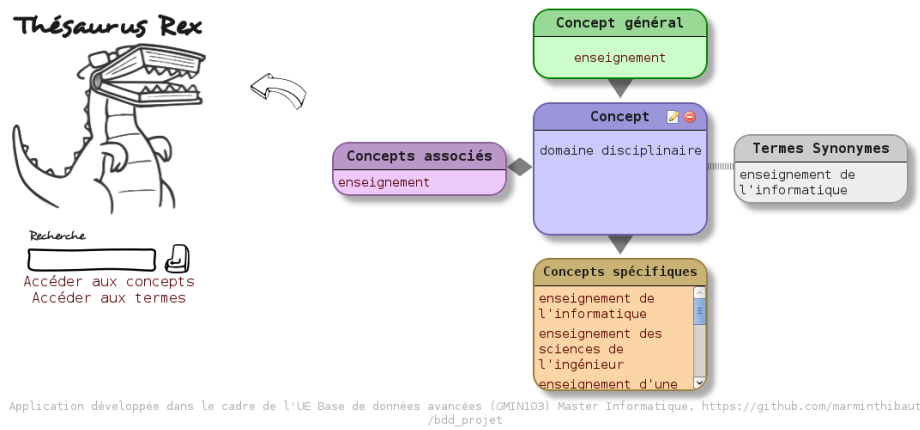 Thésaurus Rex
Recherche
Accéder aux concepts
Accéder aux termes
Concept général
enseignement
Concept
domaine disciplinaire
Concepts associés
enseignement
Termes Synonymes
enseignement de
l'informatique
Concepts spécifiques
enseignement de
l'informatique
enseignement des
sciences de
l'ingénieur
enseignement d'une
Application développée dans le cadre de l'UE Base de données avancées (GMIN103) Master Informatique. https://github.com/marminthibaut
/bdd_projet